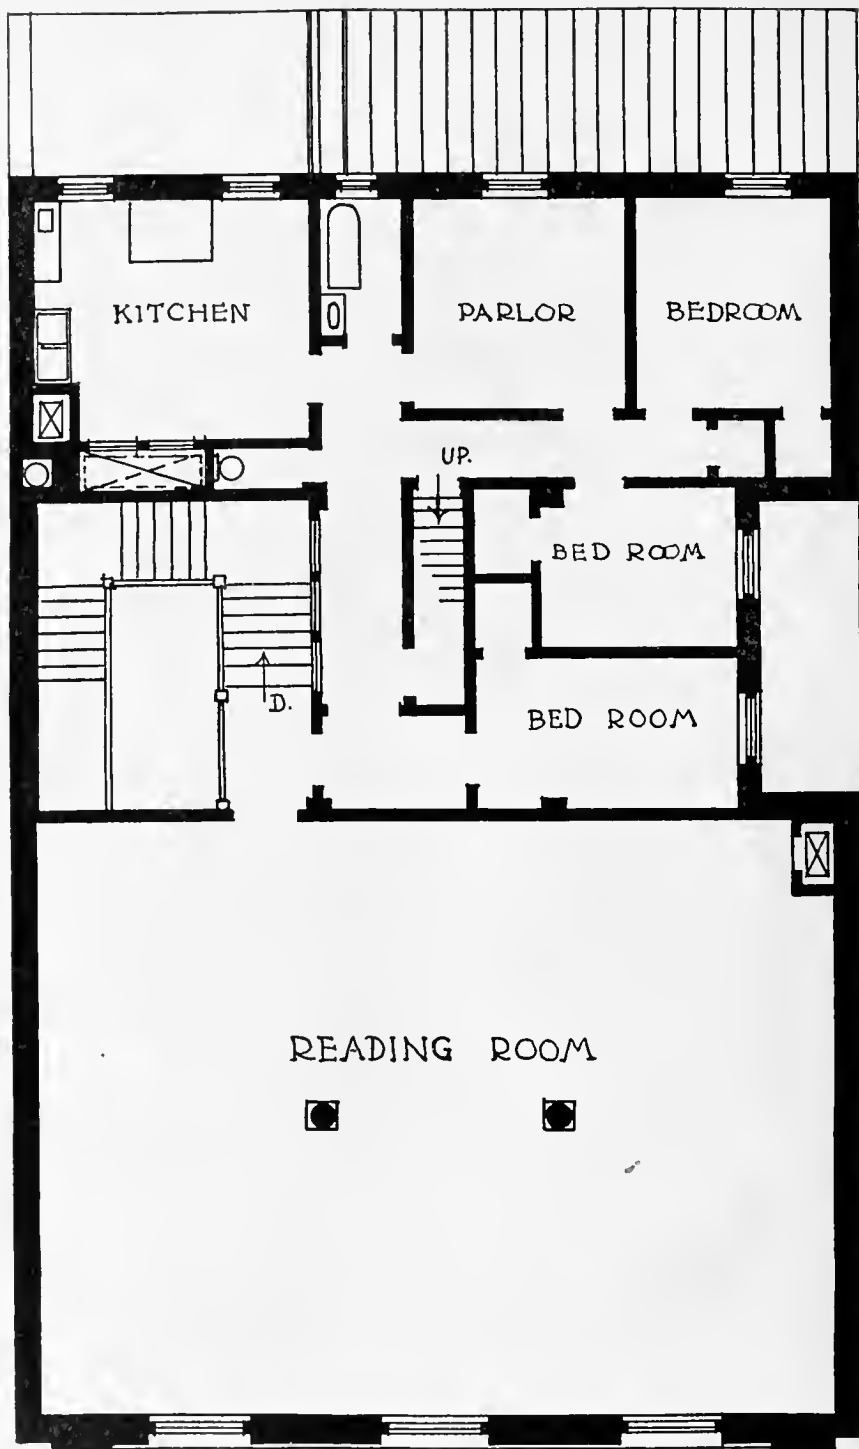 KITCHEN
PARLOR
BEDROOM
UP.
BED ROOM
D.
BED ROOM
READING ROOM